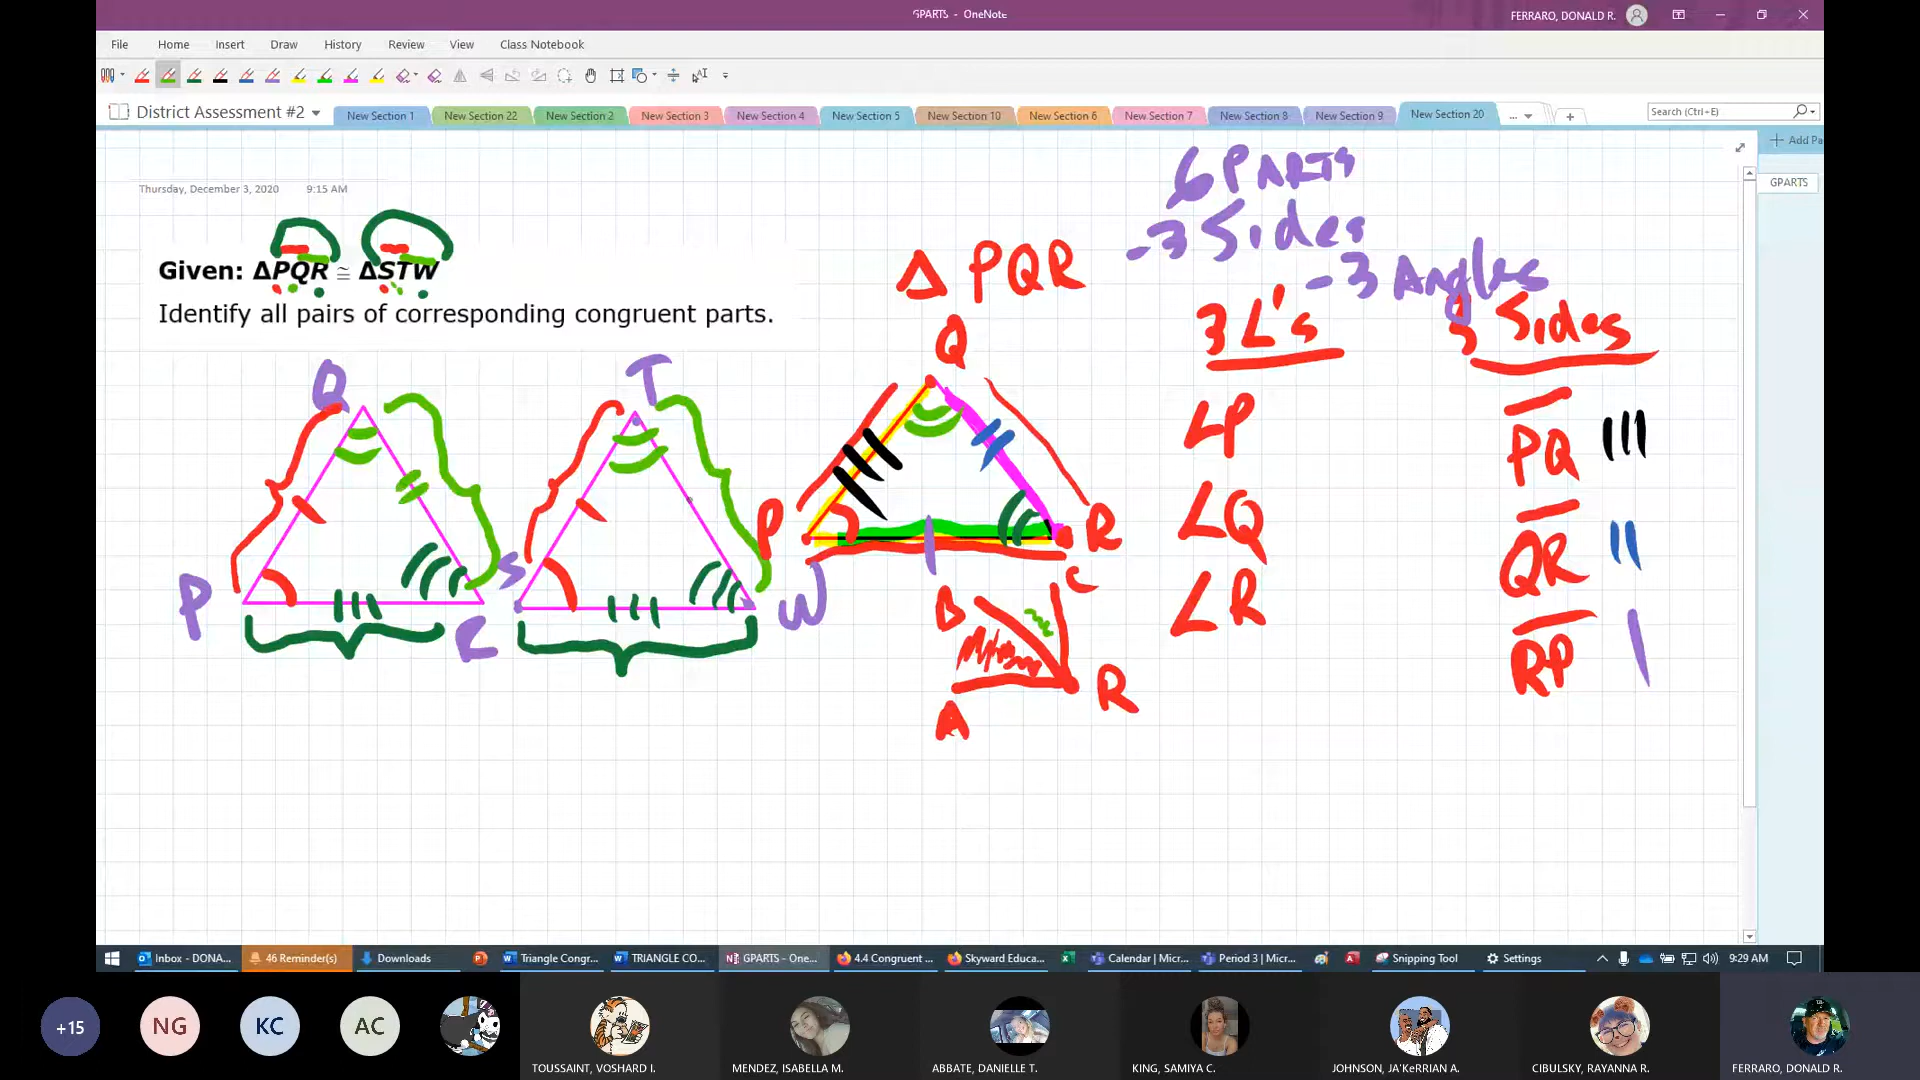 GPARTS - OneNote
FERRARO, DONALD R.
File Home Insert Draw History Review View Class Notebook
District Assessment #2
New Section 1 New Section 22 New Section 2 New Section 3 New Section 4 New Section 5 New Section 10 New Section 6 New Section 7 New Section 8 New Section 9 New Section 20 ...
Search (Ctrl+E)
Add Pa
GPARTS
Thursday, December 3, 2020 9:15 AM
6 PARTS
-3 Sides
-3 Angles
Given: ΔPQR ≅ ΔSTW
Identify all pairs of corresponding congruent parts.
Δ PQR
3 ∠'s
3 Sides
Q T Q
P R S W P R
∠P PQ
∠Q QR
∠R RP
B C
A R
Inbox - DONA... 46 Reminder(s) Downloads Triangle Congr... TRIANGLE CO... GPARTS - One... 4.4 Congruent ... Skyward Educa... Calendar | Micr... Period 3 | Micr... Snipping Tool Settings 9:29 AM
+15 NG KC AC
TOUSSAINT, VOSHARD I. MENDEZ, ISABELLA M. ABBATE, DANIELLE T. KING, SAMIYA C. JOHNSON, JA'KeRRIAN A. CIBULSKY, RAYANNA R. FERRARO, DONALD R.